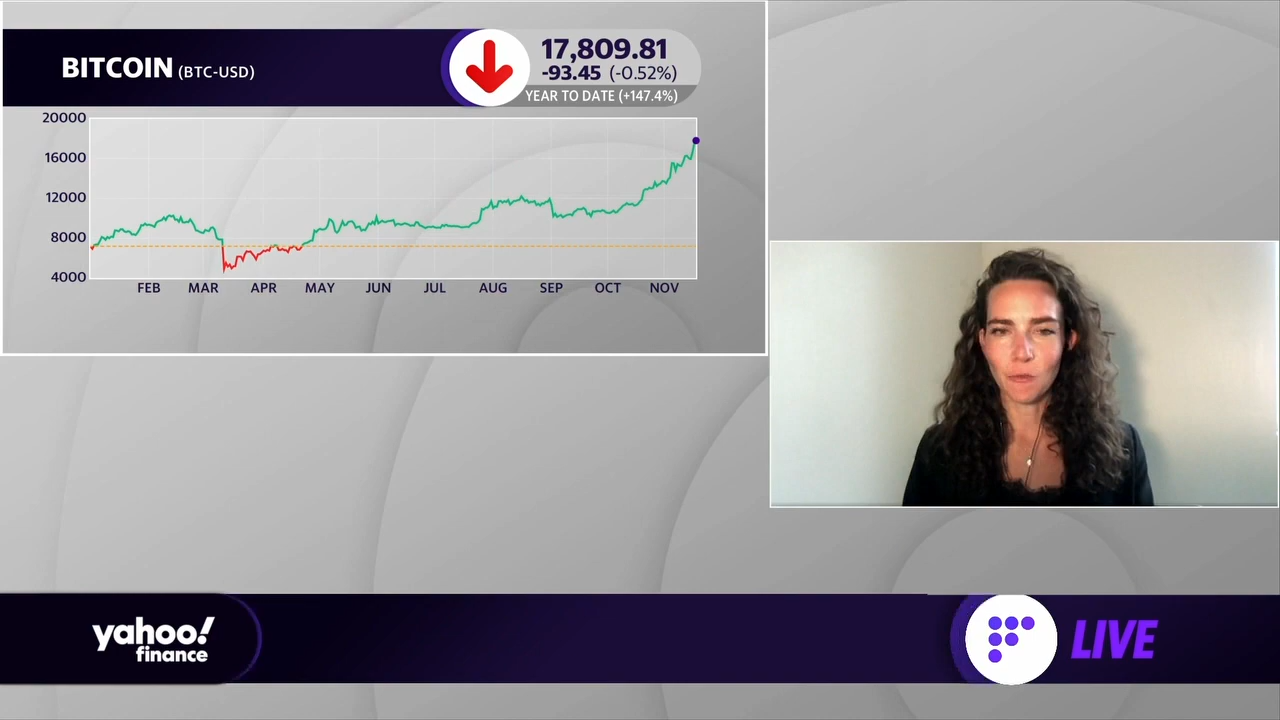 BITCOIN (BTC-USD)
17,809.81
-93.45 (-0.52%)
YEAR TO DATE (+147.4%)
20000
16000
12000
8000
4000
FEB MAR APR MAY JUN JUL AUG SEP OCT NOV
yahoo!
finance
LIVE